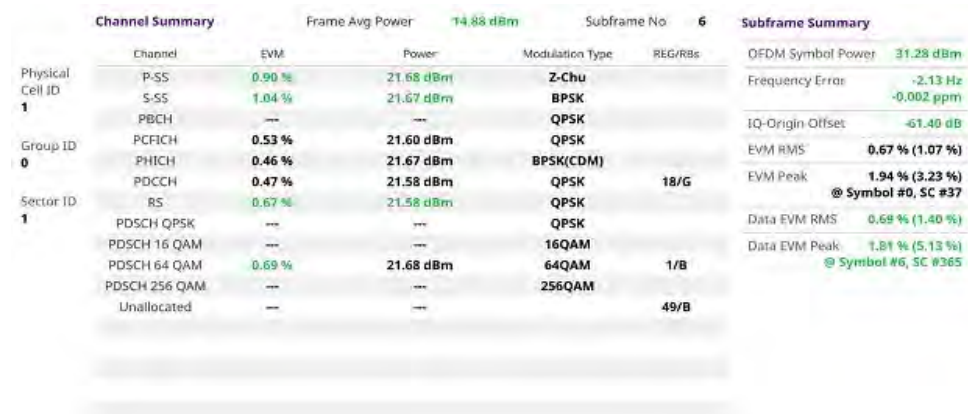 Channel Summary Frame Avg Power 14.88 dBm Subframe No 6
Channel EVM Power Modulation Type REG/RBs
P-SS 0.90 % 21.68 dBm Z-Chu
S-SS 1.04 % 21.67 dBm BPSK
PBCH --- --- QPSK
PCFICH 0.53 % 21.60 dBm QPSK
PHICH 0.46 % 21.67 dBm BPSK(CDM)
PDCCH 0.47 % 21.58 dBm QPSK 18/G
RS 0.67 % 21.58 dBm QPSK
PDSCH QPSK --- --- QPSK
PDSCH 16 QAM --- --- 16QAM
PDSCH 64 QAM 0.69 % 21.68 dBm 64QAM 1/B
PDSCH 256 QAM --- --- 256QAM
Unallocated --- --- 49/B
Physical
Cell ID
1
Group ID
0
Sector ID
1
Subframe Summary
OFDM Symbol Power 31.28 dBm
Frequency Error -2.13 Hz
-0.002 ppm
IQ-Origin Offset -61.40 dB
EVM RMS 0.67 % (1.07 %)
EVM Peak 1.94 % (3.23 %)
@ Symbol #0, SC #37
Data EVM RMS 0.69 % (1.40 %)
Data EVM Peak 1.81 % (5.13 %)
@ Symbol #6, SC #365